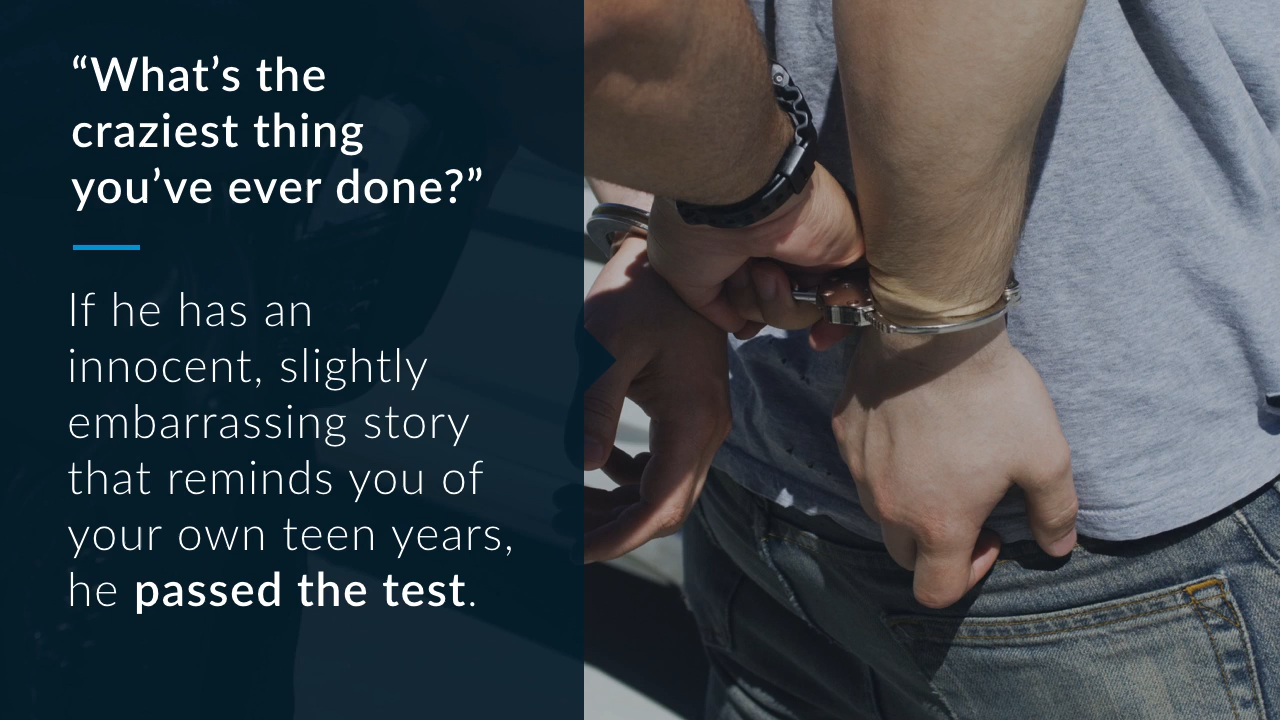 “What’s the
craziest thing
you’ve ever done?”
If he has an
innocent, slightly
embarrassing story
that reminds you of
your own teen years,
he passed the test.